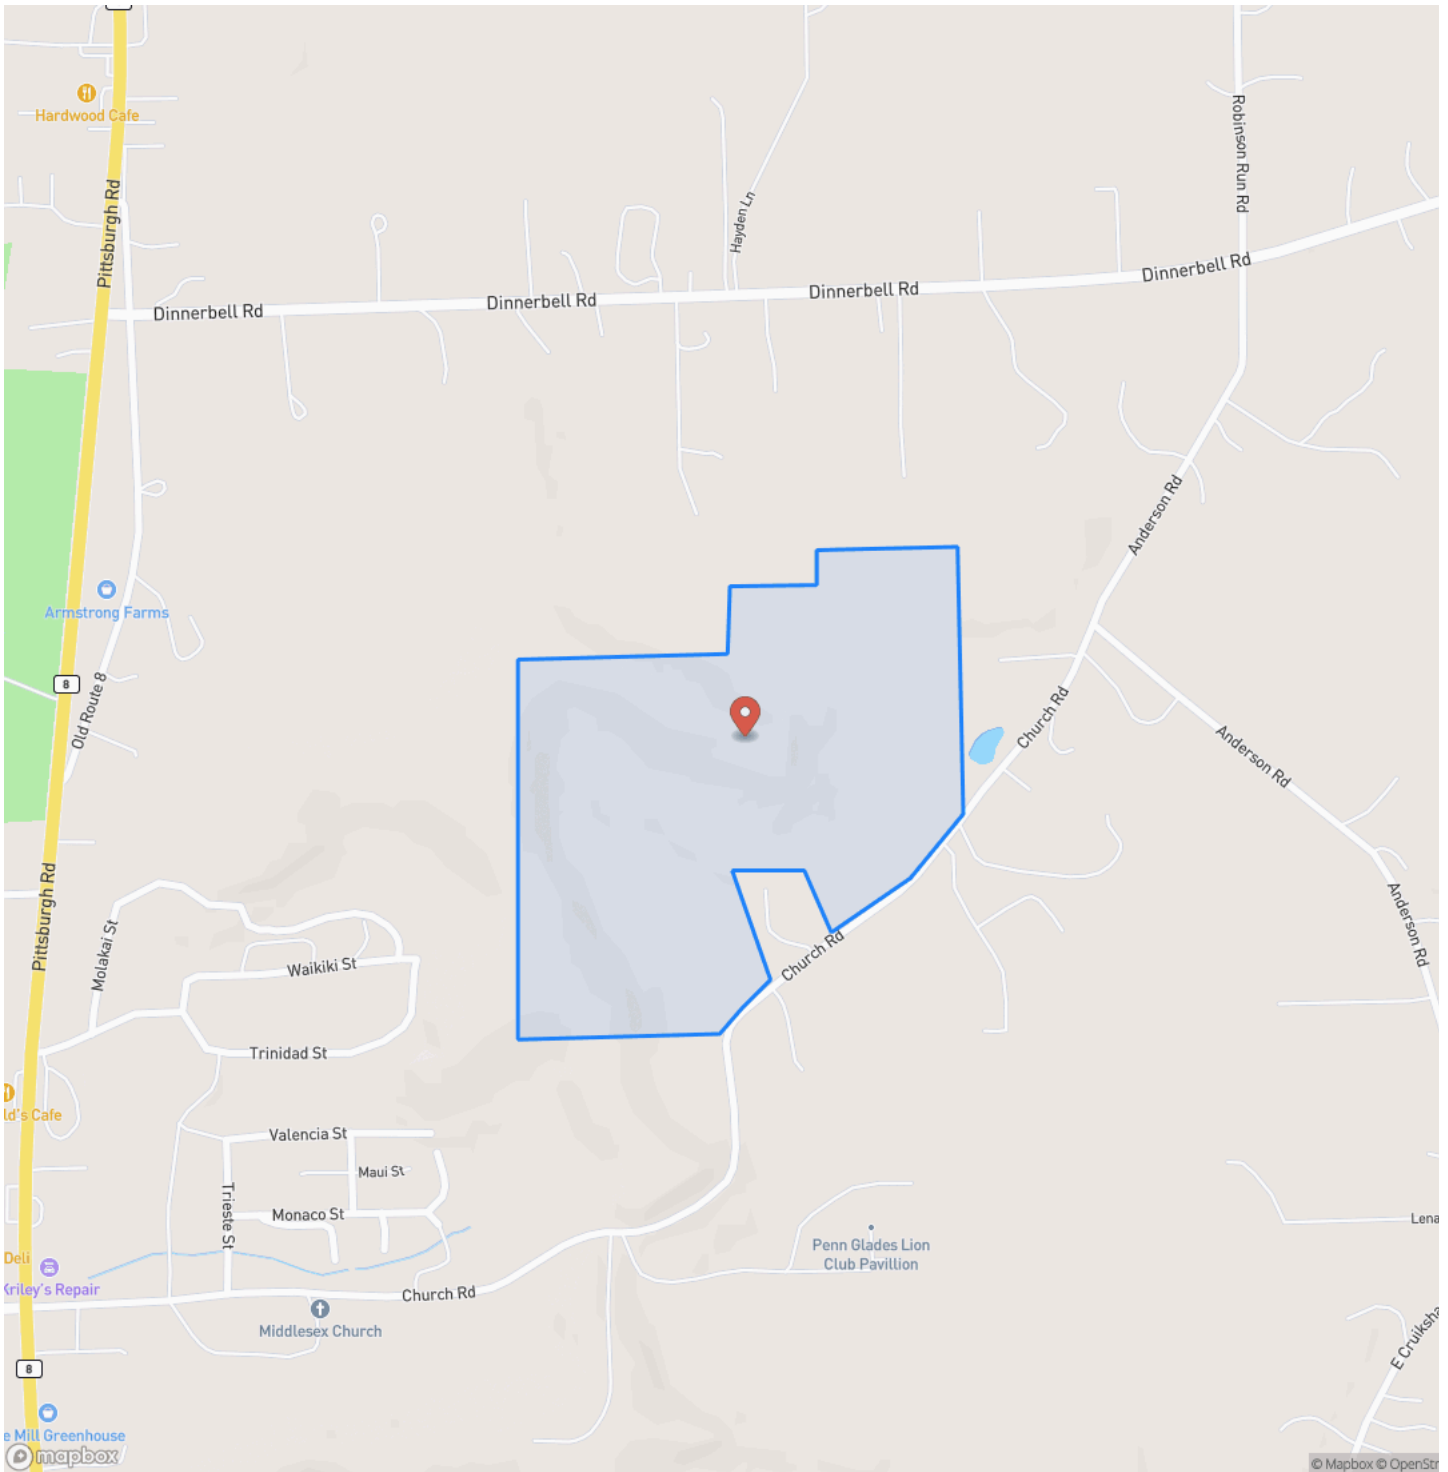 Hardwood Cafe
Pittsburgh Rd
Hayden Ln
Robinson Run Rd
Dinnerbell Rd
Dinnerbell Rd
Dinnerbell Rd
Dinnerbell Rd
Anderson Rd
Armstrong Farms
8
Old Route 8
Church Rd
Anderson Rd
Pittsburgh Rd
Molakai St
Waikiki St
Church Rd
Anderson Rd
Trinidad St
ld's Cafe
Valencia St
Maui St
Trieste St
Monaco St
Lena
Penn Glades Lion
Club Pavillion
Deli
Kriley's Repair
Church Rd
Middlesex Church
E Cruiksha
8
e Mill Greenhouse
mapbox
© Mapbox © OpenStr